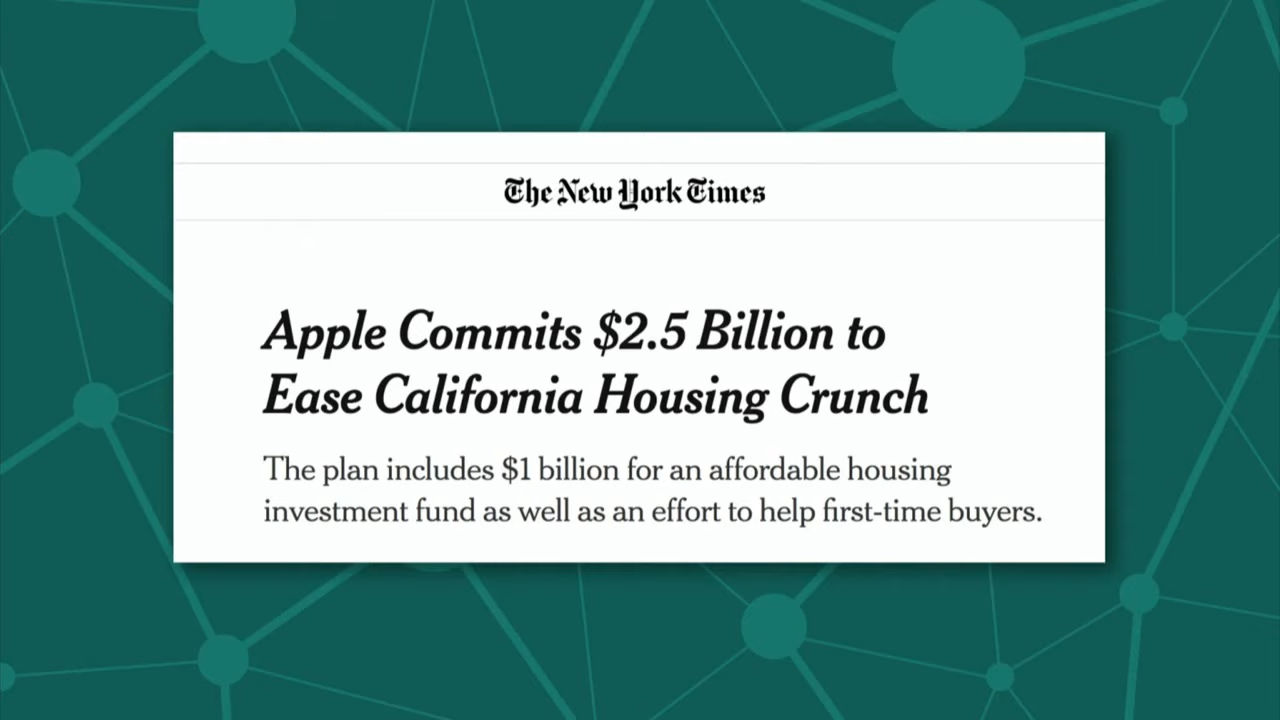 The New York Times
Apple Commits $2.5 Billion to
Ease California Housing Crunch
The plan includes $1 billion for an affordable housing
investment fund as well as an effort to help first-time buyers.